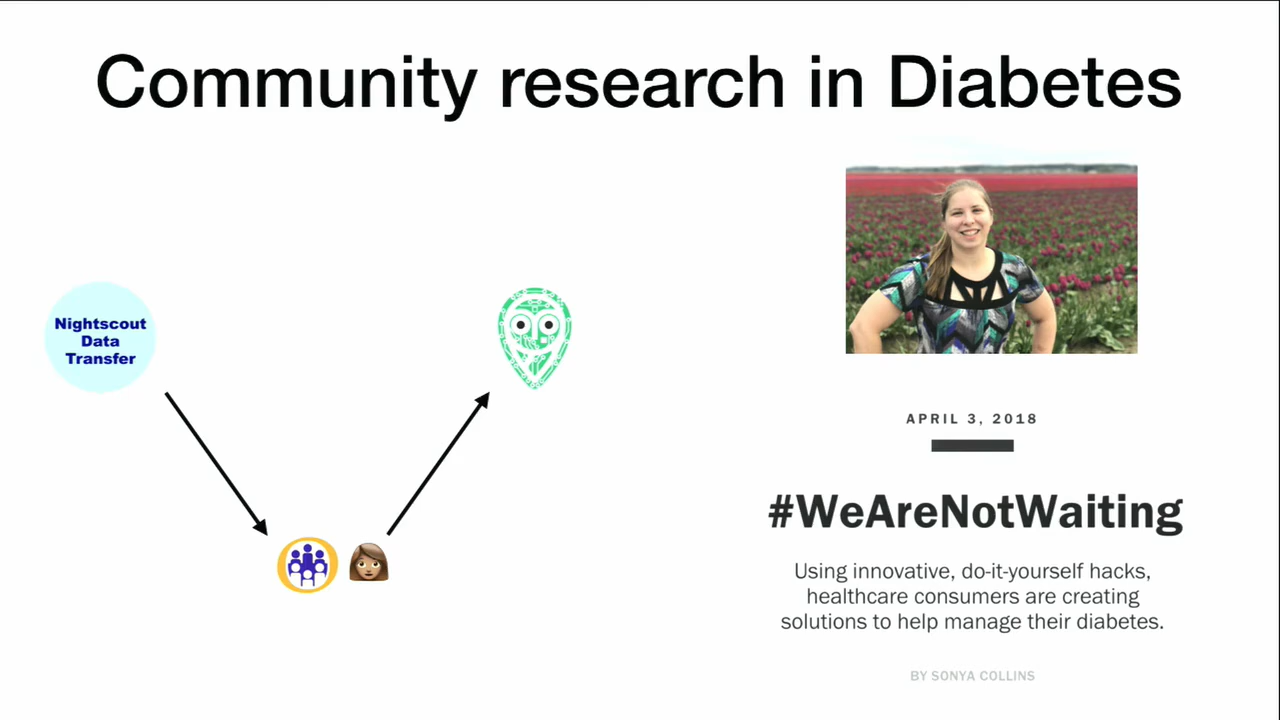 Community research in Diabetes
Nightscout
Data
Transfer
APRIL 3, 2018
#WeAreNotWaiting
Using innovative, do-it-yourself hacks,
healthcare consumers are creating
solutions to help manage their diabetes.
BY SONYA COLLINS